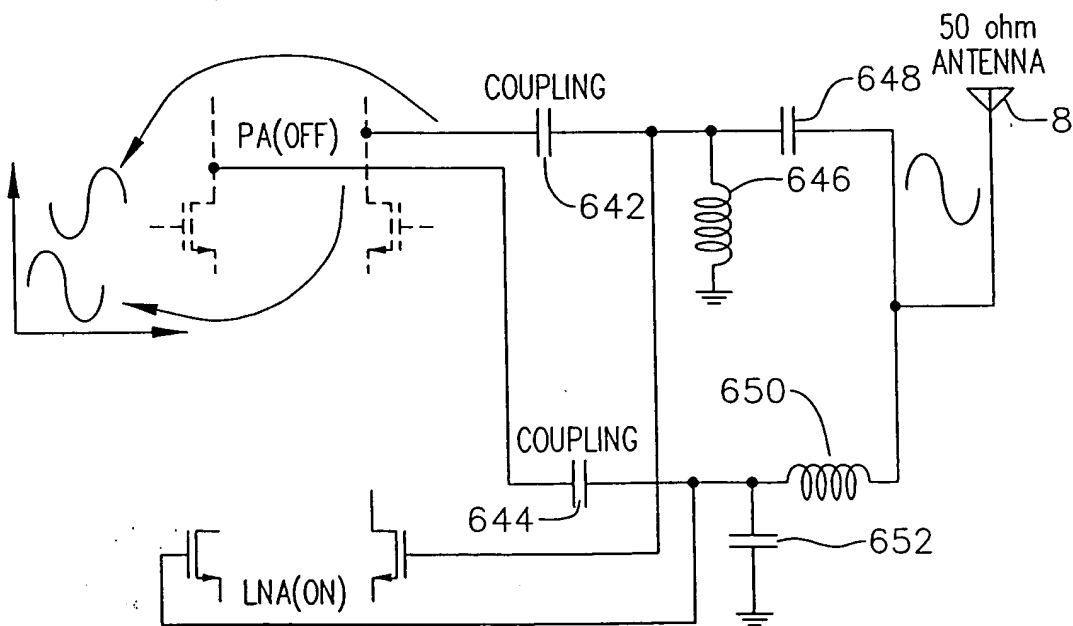 50 ohm
ANTENNA
8
COUPLING
648
PA(OFF)
642
646
650
COUPLING
644
652
LNA(ON)